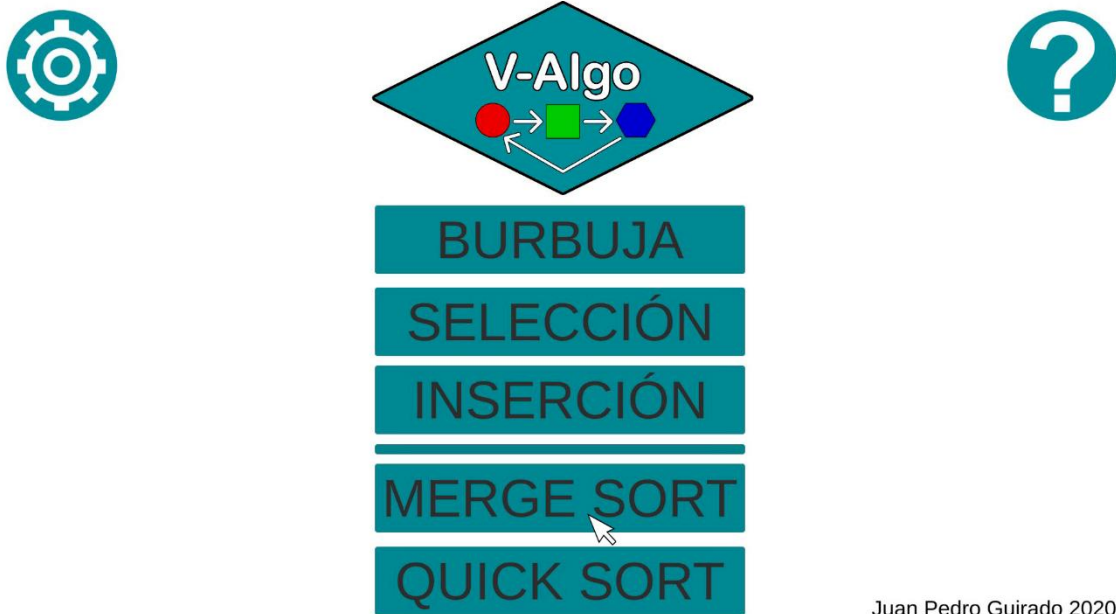 V-Algo
BURBUJA
SELECCIÓN
INSERCIÓN
MERGE SORT
QUICK SORT
Juan Pedro Guirado 2020